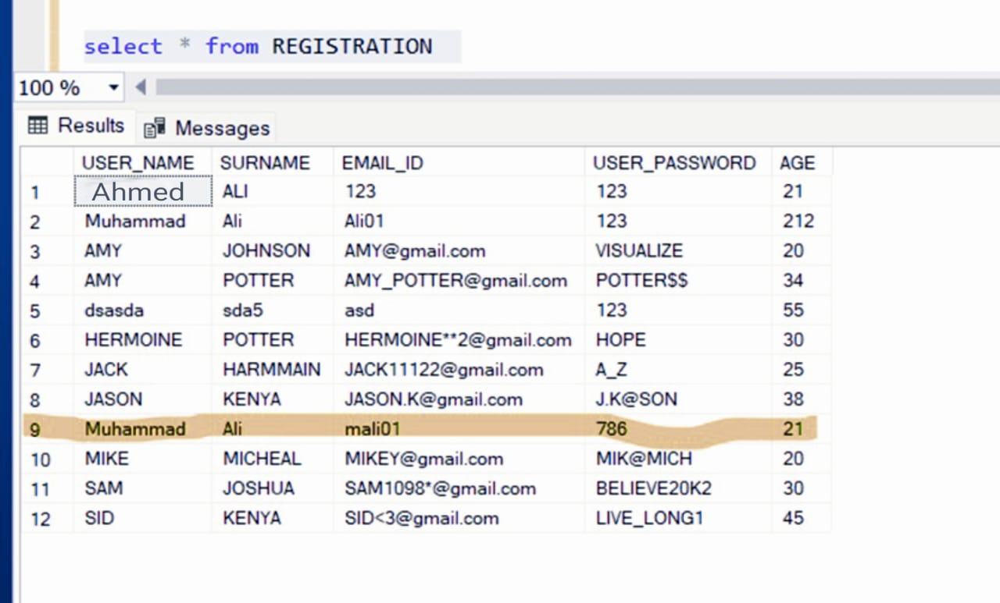 select * from REGISTRATION
100 %
Results Messages
USER_NAME SURNAME EMAIL_ID USER_PASSWORD AGE
1 Ahmed ALI 123 123 21
2 Muhammad Ali Ali01 123 212
3 AMY JOHNSON AMY@gmail.com VISUALIZE 20
4 AMY POTTER AMY_POTTER@gmail.com POTTER$$ 34
5 dsasda sda5 asd 123 55
6 HERMOINE POTTER HERMOINE**2@gmail.com HOPE 30
7 JACK HARMMAIN JACK11122@gmail.com A_Z 25
8 JASON KENYA JASON.K@gmail.com J.K@SON 38
9 Muhammad Ali mali01 786 21
10 MIKE MICHEAL MIKEY@gmail.com MIK@MICH 20
11 SAM JOSHUA SAM1098*@gmail.com BELIEVE20K2 30
12 SID KENYA SID<3@gmail.com LIVE_LONG1 45